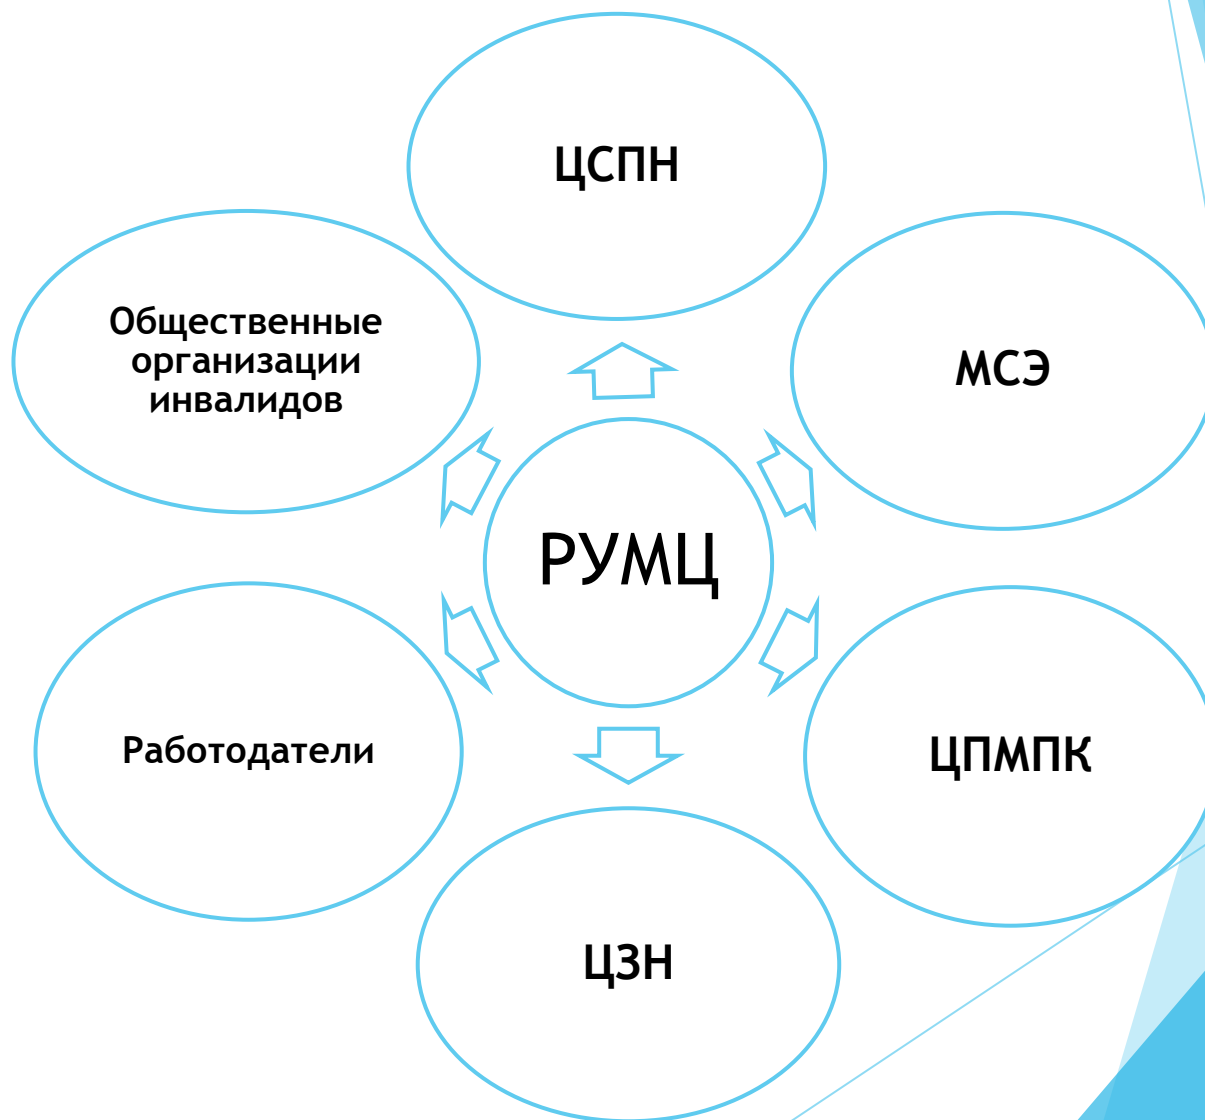 ЦСПН
Общественные
организации
инвалидов
МСЭ
РУМЦ
Работодатели
ЦПМПК
ЦЗН